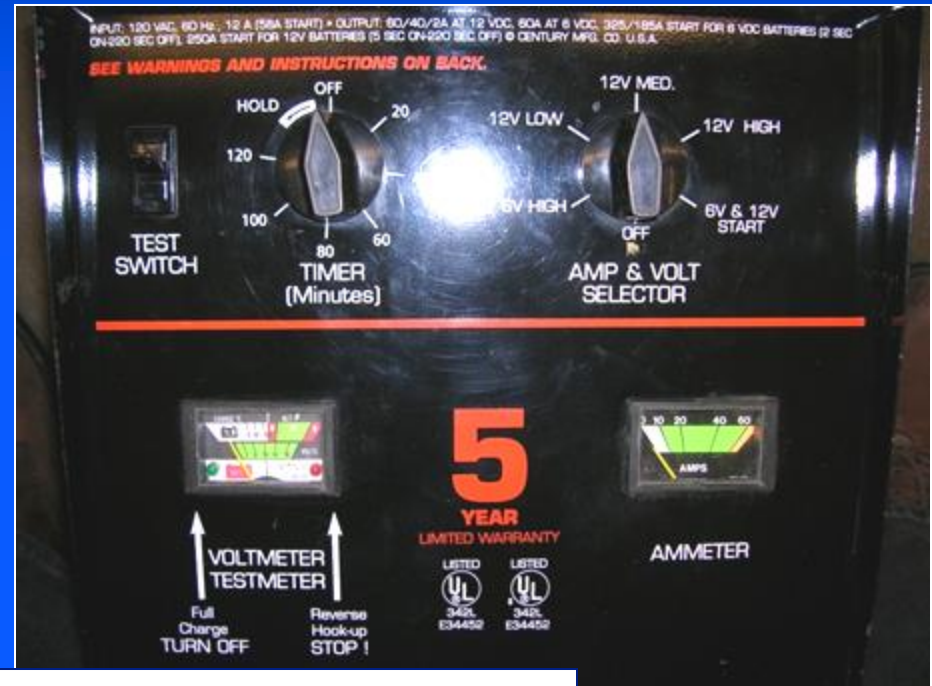 INPUT: 120 VAC, 60 Hz., 12 A (58A START) • OUTPUT: 60/40/2A AT 12 VDC, 60A AT 6 VDC, 325/185A START FOR 6 VDC BATTERIES (2 SEC
ON-220 SEC OFF), 250A START FOR 12V BATTERIES (5 SEC ON-220 SEC OFF) © CENTURY MFG. CO. U.S.A.
SEE WARNINGS AND INSTRUCTIONS ON BACK.
HOLD
OFF
20
120
100
80
60
TEST
SWITCH
TIMER
(Minutes)
12V MED.
12V LOW
12V HIGH
6V HIGH
6V & 12V
START
OFF
AMP & VOLT
SELECTOR
VOLTS
0 10 20 40 60
AMPS
5
YEAR
LIMITED WARRANTY
LISTED
UL
342L
E34452
LISTED
UL
342L
E34452
VOLTMETER
TESTMETER
Full
Charge
TURN OFF
Reverse
Hook-up
STOP !
AMMETER